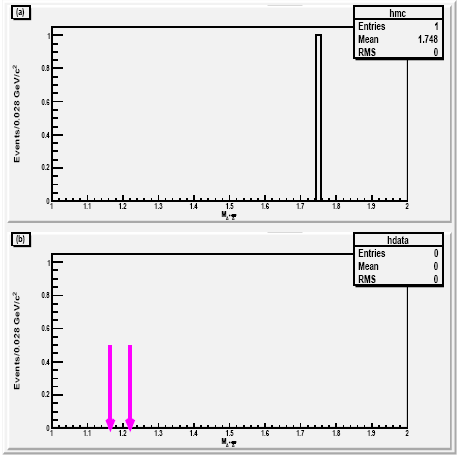 (a)
hmc
Entries 1
Mean 1.748
RMS 0
Events/0.028 GeV/c²
1
0.8
0.6
0.4
0.2
0
1 1.1 1.2 1.3 1.4 1.5 1.6 1.7 1.8 1.9 2
(b)
hdata
Entries 0
Mean 0
RMS 0
Events/0.028 GeV/c²
1
0.8
0.6
0.4
0.2
0
1 1.1 1.2 1.3 1.4 1.5 1.6 1.7 1.8 1.9 2